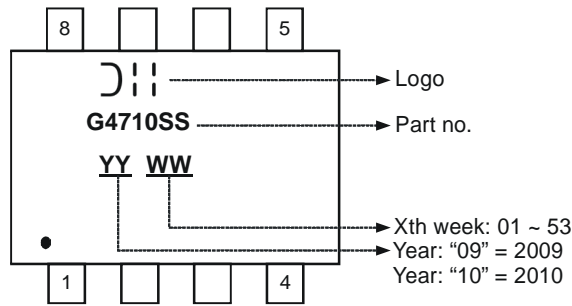 8 5
Logo
G4710SS Part no.
YY WW
Xth week: 01 ~ 53
Year: “09” = 2009
Year: “10” = 2010
1 4